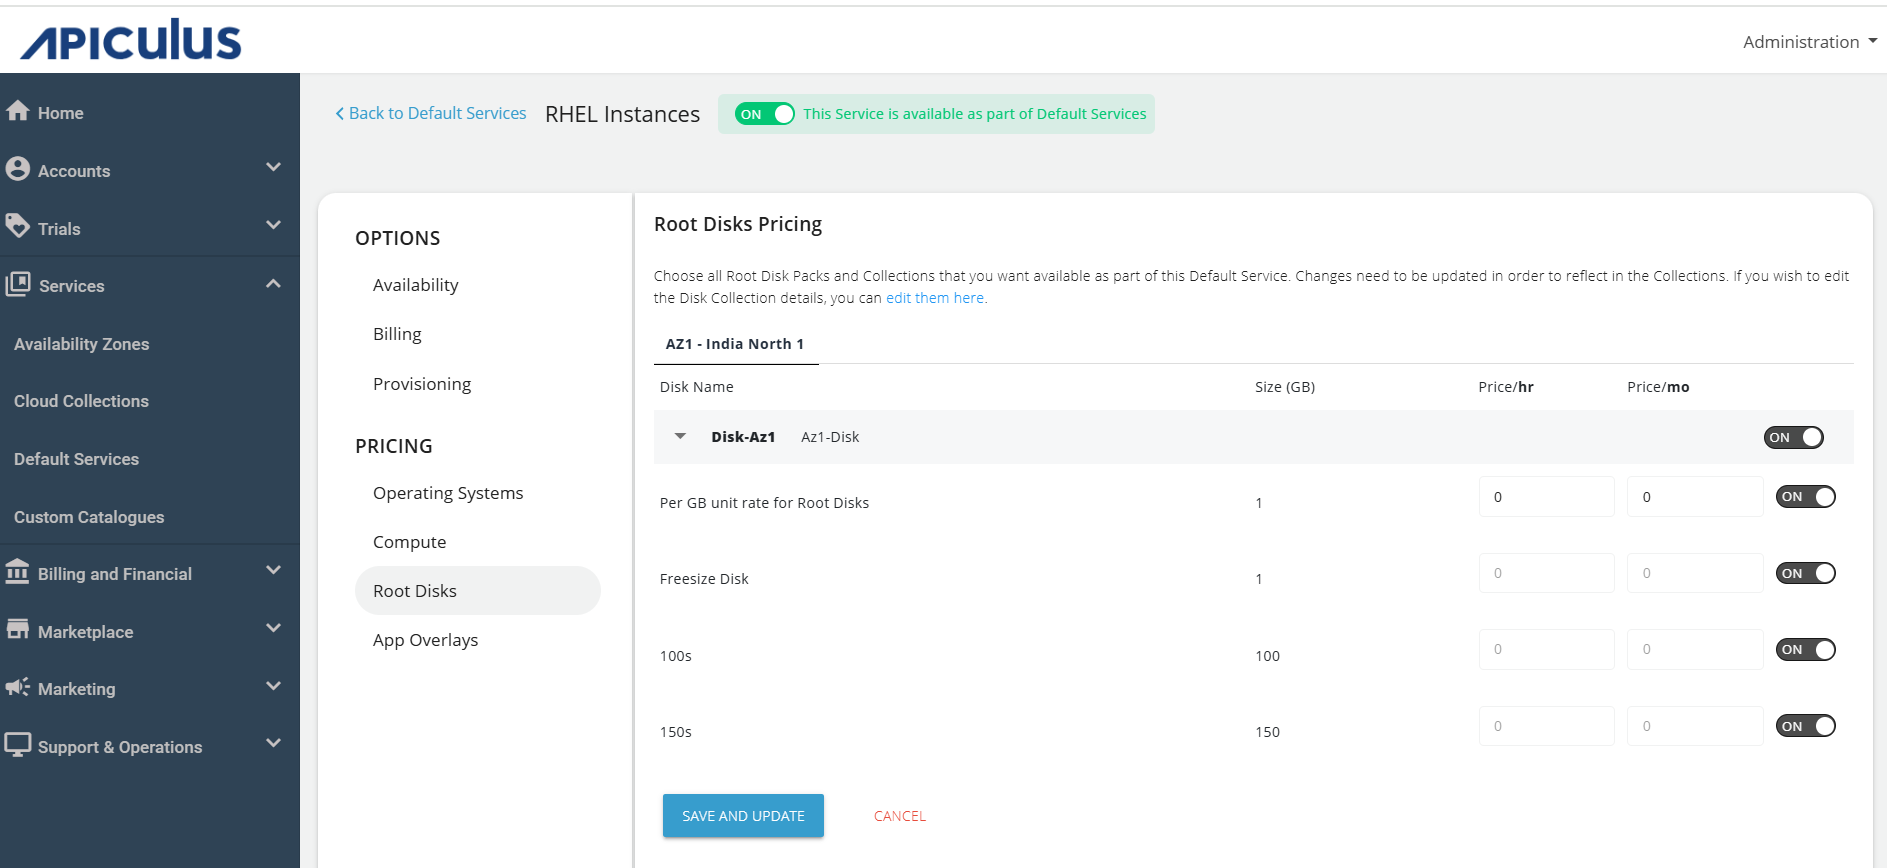 APICULUS
Administration
Home
Accounts
Trials
Services
Availability Zones
Cloud Collections
Default Services
Custom Catalogues
Billing and Financial
Marketplace
Marketing
Support & Operations
Back to Default Services RHEL Instances ON This Service is available as part of Default Services
OPTIONS
Availability
Billing
Provisioning
PRICING
Operating Systems
Compute
Root Disks
App Overlays
Root Disks Pricing
Choose all Root Disk Packs and Collections that you want available as part of this Default Service. Changes need to be updated in order to reflect in the Collections. If you wish to edit
the Disk Collection details, you can edit them here.
AZ1 - India North 1
Disk Name Size (GB) Price/hr Price/mo
Disk-Az1 Az1-Disk ON
Per GB unit rate for Root Disks 1 0 0 ON
Freesize Disk 1 0 0 ON
100s 100 0 0 ON
150s 150 0 0 ON
SAVE AND UPDATE CANCEL